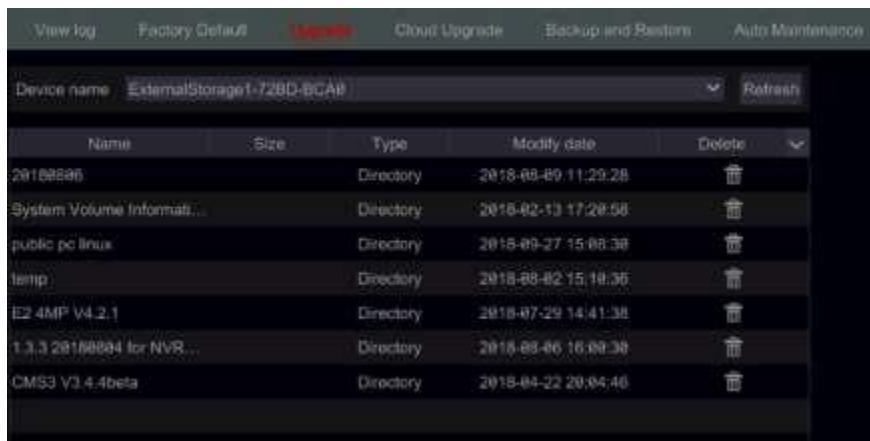 View log Factory Default Upgrade Cloud Upgrade Backup and Restore Auto Maintenance
Device name ExternalStorage1-72BD-BCA0 Refresh
Name Size Type Modify date Delete
20180806 Directory 2018-08-09 11:29:28
System Volume Informati... Directory 2018-02-13 17:20:58
public pc linux Directory 2018-09-27 15:08:30
temp Directory 2018-08-02 15:10:36
E2 4MP V4.2.1 Directory 2018-07-29 14:41:38
1.3.3 20180804 for NVR... Directory 2018-08-06 16:00:30
CMS3 V3.4.4beta Directory 2018-04-22 20:04:46